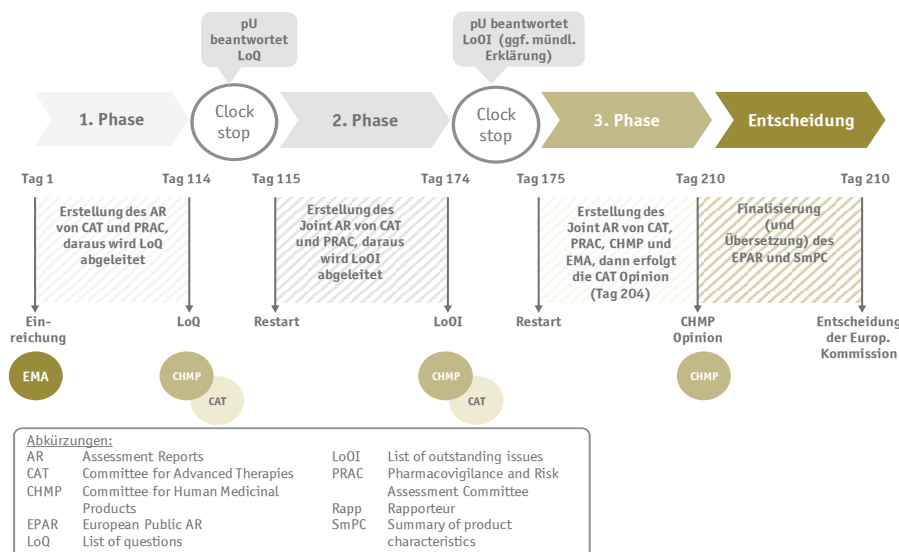 pU
beantwortet
LoQ
pU beantwortet
LoOI (ggf. mündl.
Erklärung)
1. Phase
Clock
stop
2. Phase
Clock
stop
3. Phase
Entscheidung
Tag 1
Tag 114
Tag 115
Tag 174
Tag 175
Tag 210
Tag 210
Erstellung des AR
von CAT und PRAC,
daraus wird LoQ
abgeleitet
Erstellung des
Joint AR von CAT
und PRAC, daraus
wird LoOI
abgeleitet
Erstellung des
Joint AR von CAT,
PRAC, CHMP und
EMA, dann erfolgt
die CAT Opinion
(Tag 204)
Finalisierung
(und
Übersetzung) des
EPAR und SmPC
Ein-
reichung
LoQ
Restart
LoOI
Restart
CHMP
Opinion
Entscheidung
der Europ.
Kommission
EMA
CHMP
CAT
CHMP
CAT
CHMP
Abkürzungen:
AR Assessment Reports
CAT Committee for Advanced Therapies
CHMP Committee for Human Medicinal
Products
EPAR European Public AR
LoQ List of questions
LoOI List of outstanding issues
PRAC Pharmacovigilance and Risk
Assessment Committee
Rapp Rapporteur
SmPC Summary of product
characteristics